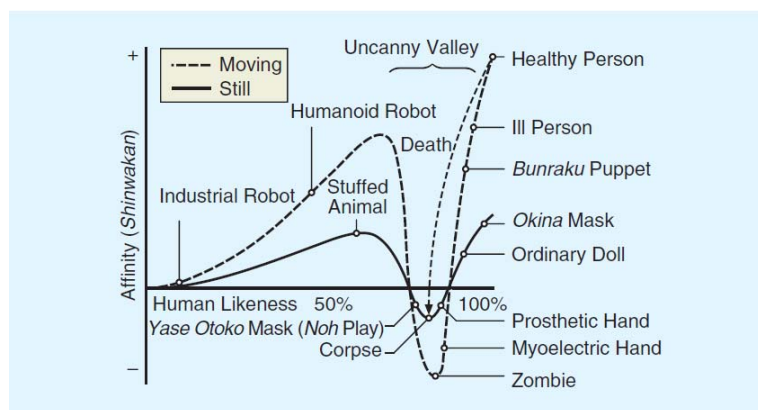 +
Moving
Still
Uncanny Valley
Healthy Person
Humanoid Robot
Death
Ill Person
Bunraku Puppet
Industrial Robot
Stuffed
Animal
Okina Mask
Ordinary Doll
Affinity (Shinwakan)
Human Likeness 50% 100%
Yase Otoko Mask (Noh Play)
Prosthetic Hand
Corpse
Myoelectric Hand
–
Zombie